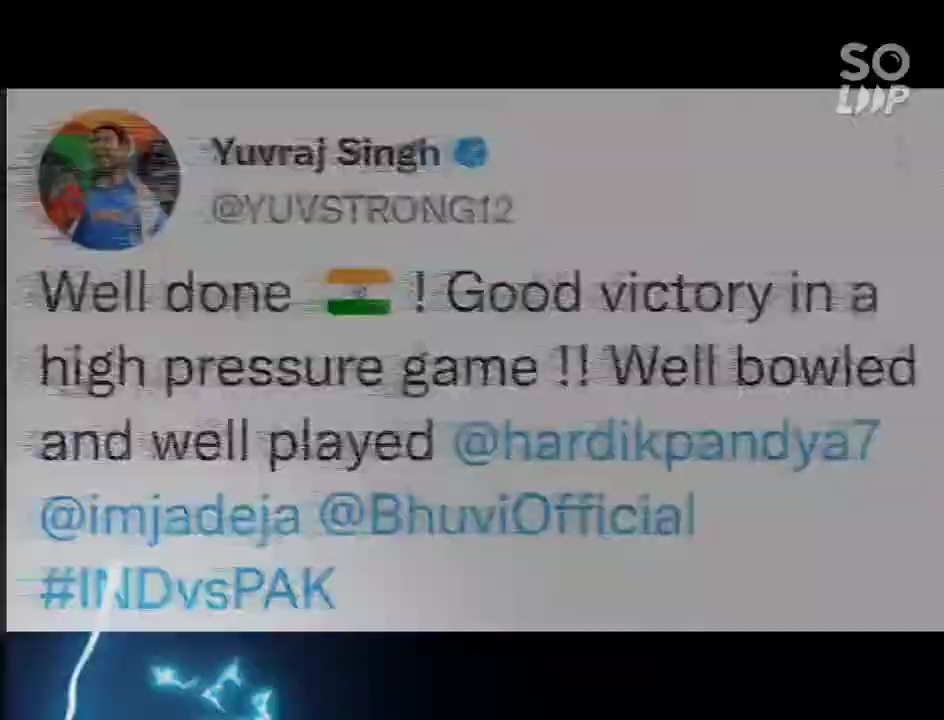 SO
LOOP
Yuvraj Singh
@YUVSTRONG12
Well done 🇮🇳 ! Good victory in a
high pressure game !! Well bowled
and well played @hardikpandya7
@imjadeja @BhuviOfficial
#INDvsPAK